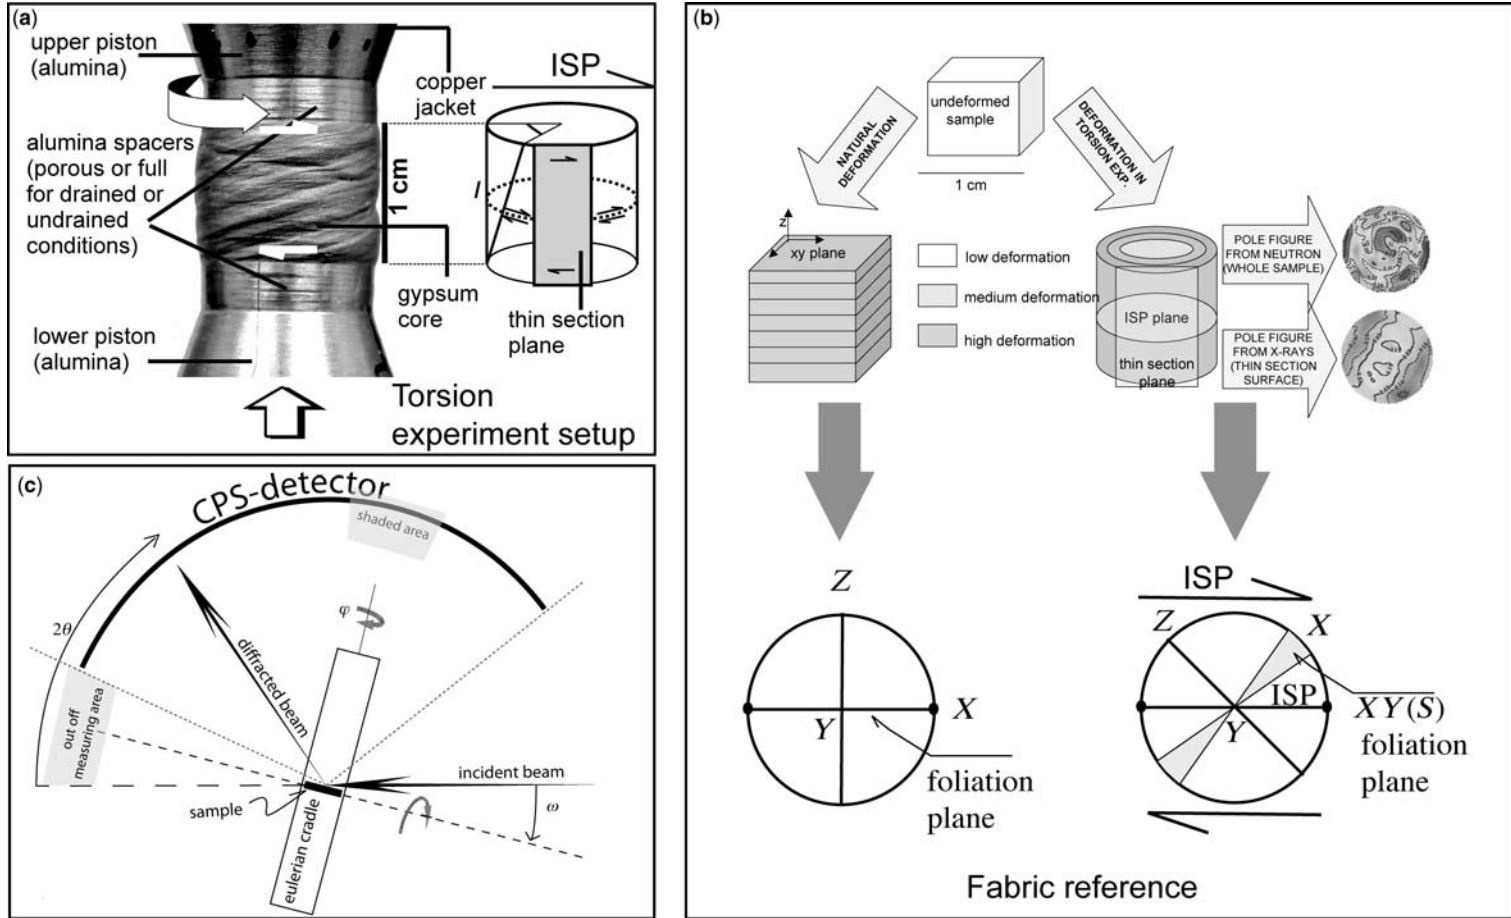 (a)
upper piston
(alumina)
copper
jacket
ISP
alumina spacers
(porous or full
for drained or
undrained
conditions)
1 cm
l
gypsum
core
thin section
plane
lower piston
(alumina)
Torsion
experiment setup
(b)
undeformed
sample
1 cm
NATURAL
DEFORMATION
DEFORMATION IN
TORSION EXP.
z
xy plane
low deformation
medium deformation
high deformation
ISP plane
thin section
plane
POLE FIGURE
FROM NEUTRON
(WHOLE SAMPLE)
POLE FIGURE
FROM X-RAYS
(THIN SECTION
SURFACE)
Z
X
Y
foliation
plane
ISP
Z
X
ISP
Y
XY(S)
foliation
plane
Fabric reference
(c)
CPS-detector
shaded area
2θ
φ
diffracted beam
out off
measuring area
incident beam
sample
ω
eulerian cradle